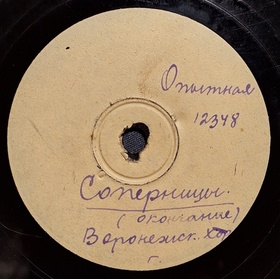 Опытная
12348
Соперницы.
(окончание)
Воронежск. Хор
г.